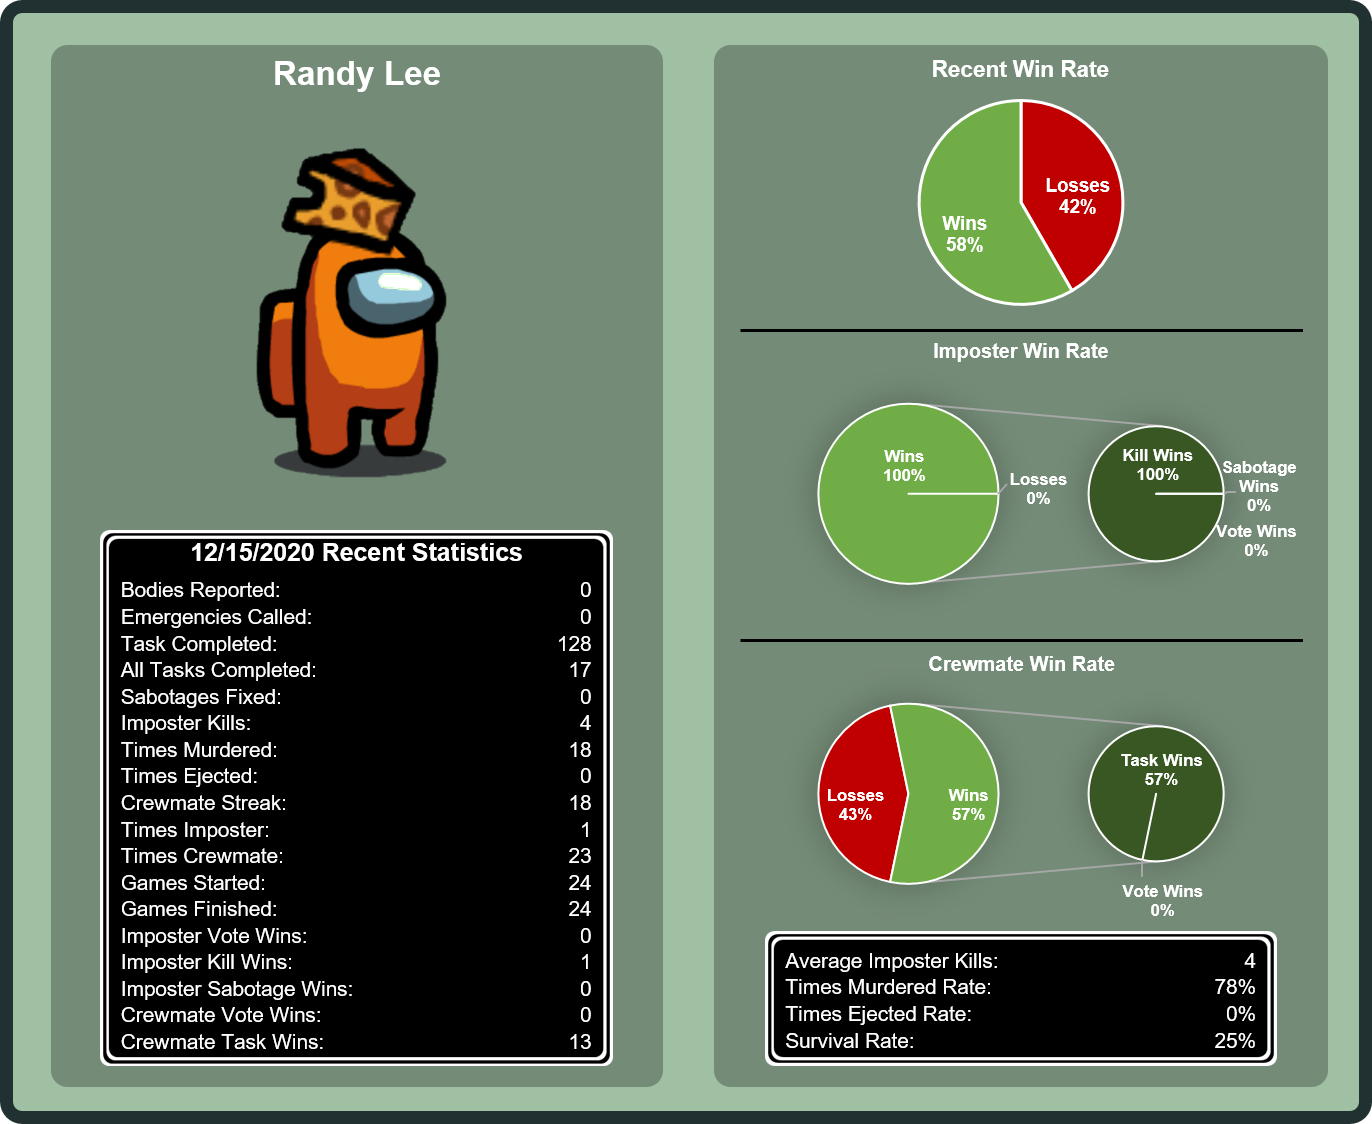 Randy Lee
12/15/2020 Recent Statistics
Bodies Reported: 0
Emergencies Called: 0
Task Completed: 128
All Tasks Completed: 17
Sabotages Fixed: 0
Imposter Kills: 4
Times Murdered: 18
Times Ejected: 0
Crewmate Streak: 18
Times Imposter: 1
Times Crewmate: 23
Games Started: 24
Games Finished: 24
Imposter Vote Wins: 0
Imposter Kill Wins: 1
Imposter Sabotage Wins: 0
Crewmate Vote Wins: 0
Crewmate Task Wins: 13
Recent Win Rate
Losses
42%
Wins
58%
Imposter Win Rate
Wins
100%
Losses
0%
Kill Wins
100%
Sabotage
Wins
0%
Vote Wins
0%
Crewmate Win Rate
Losses
43%
Wins
57%
Task Wins
57%
Vote Wins
0%
Average Imposter Kills: 4
Times Murdered Rate: 78%
Times Ejected Rate: 0%
Survival Rate: 25%